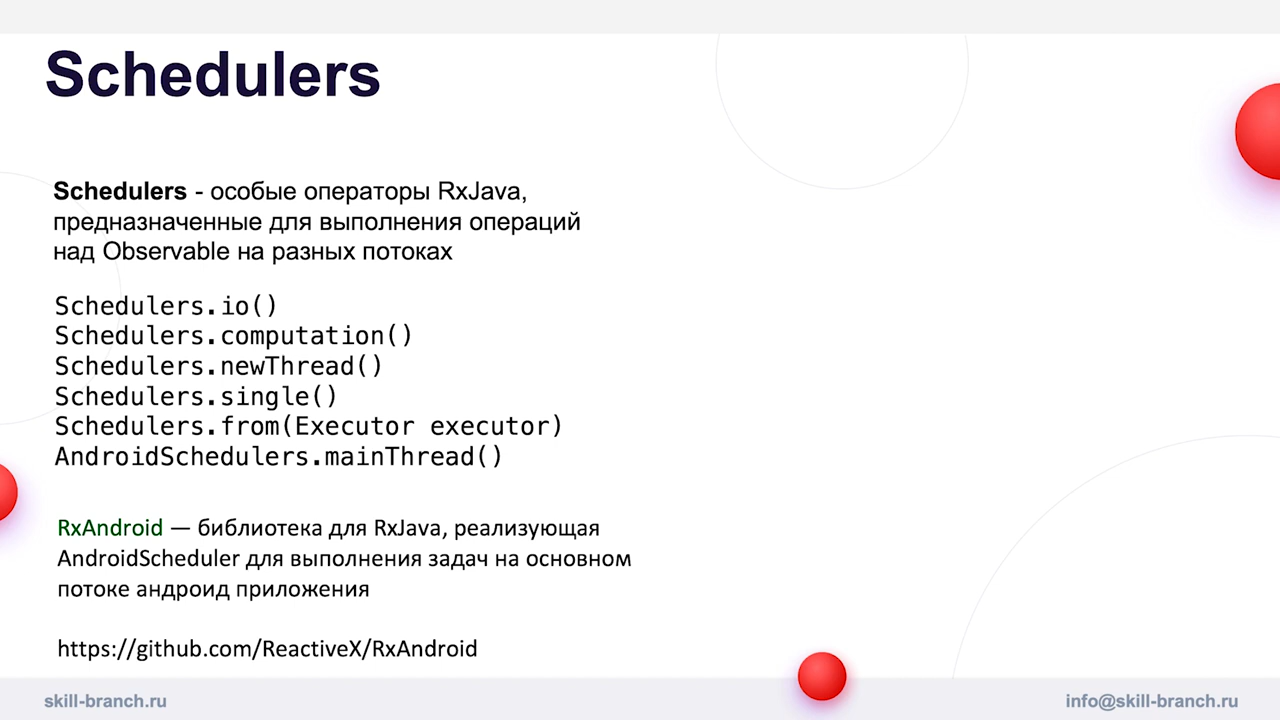 Schedulers
Schedulers - особые операторы RxJava,
предназначенные для выполнения операций
над Observable на разных потоках
Schedulers.io()
Schedulers.computation()
Schedulers.newThread()
Schedulers.single()
Schedulers.from(Executor executor)
AndroidSchedulers.mainThread()
RxAndroid — библиотека для RxJava, реализующая
AndroidScheduler для выполнения задач на основном
потоке андроид приложения
https://github.com/ReactiveX/RxAndroid
skill-branch.ru
info@skill-branch.ru